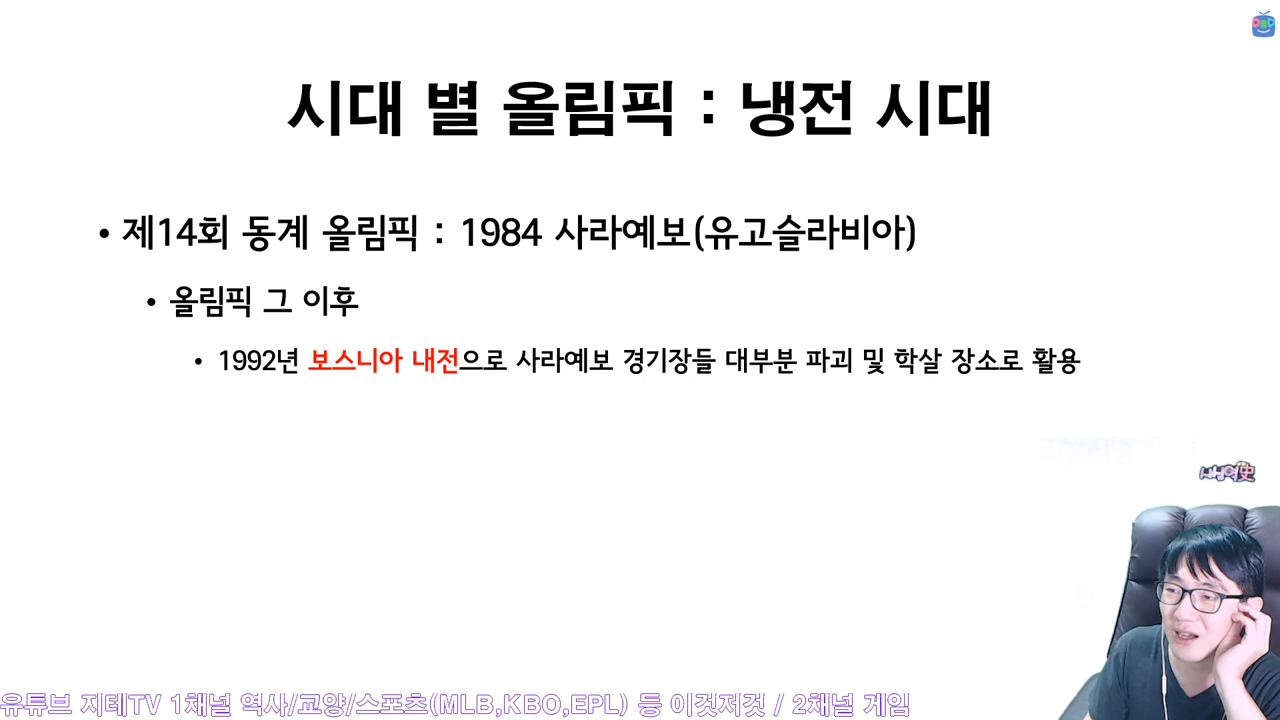 시대 별 올림픽 : 냉전 시대
• 제14회 동계 올림픽 : 1984 사라예보(유고슬라비아)
• 올림픽 그 이후
• 1992년 보스니아 내전으로 사라예보 경기장들 대부분 파괴 및 학살 장소로 활용
유튜브 지테TV 1채널 역사/교양/스포츠(MLB,KBO,EPL) 등 이것저것 / 2채널 게임